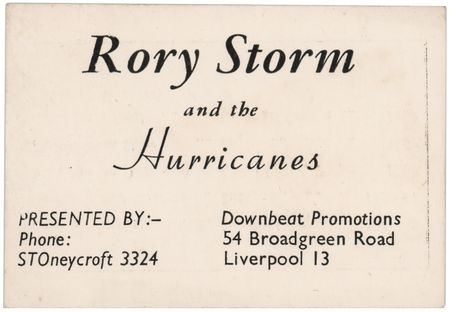 Rory Storm
and the
Hurricanes
PRESENTED BY:–
Phone:
STOneycroft 3324
Downbeat Promotions
54 Broadgreen Road
Liverpool 13